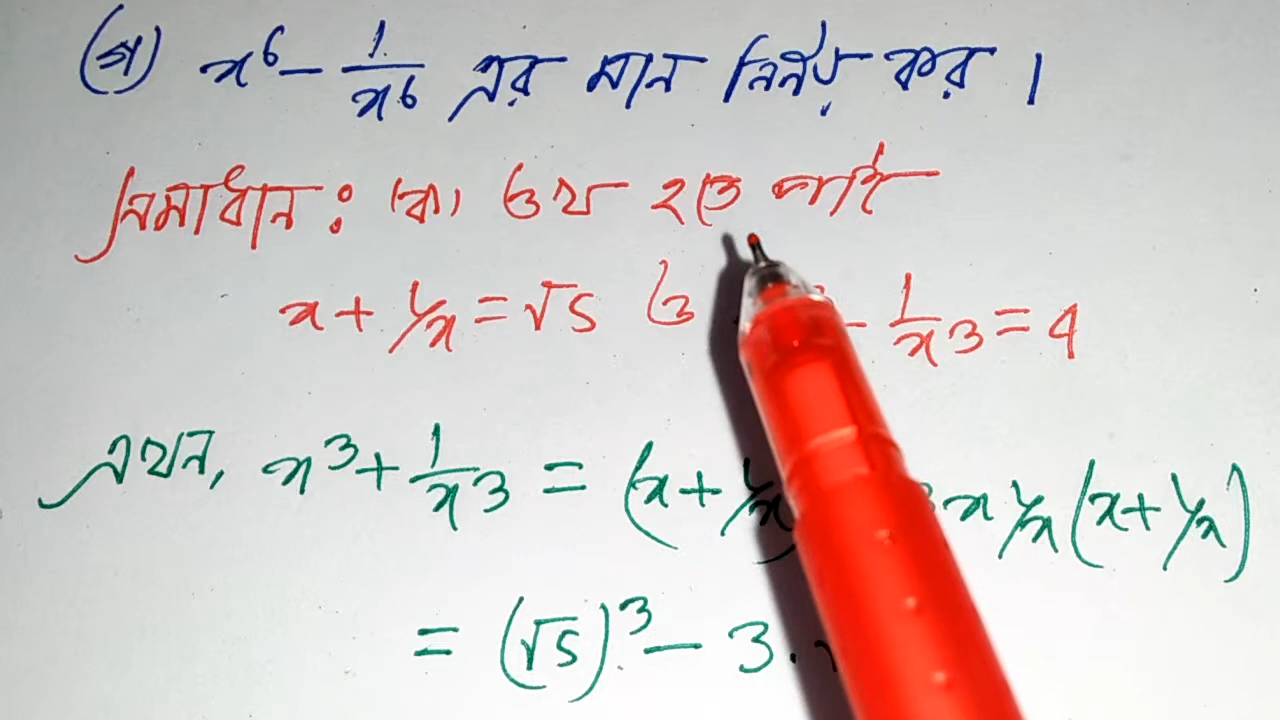 (গ) x⁶ - 1/x⁶ এর মান নির্ণয় কর।
সমাধান: (ক) ও খ হতে পাই
x + 1/x = √5 ও - 1/x3 = 4
এখন, x³ + 1/x3 = (x + 1/x) 3x 1/x (x + 1/x)
= (√5)³ - 3.